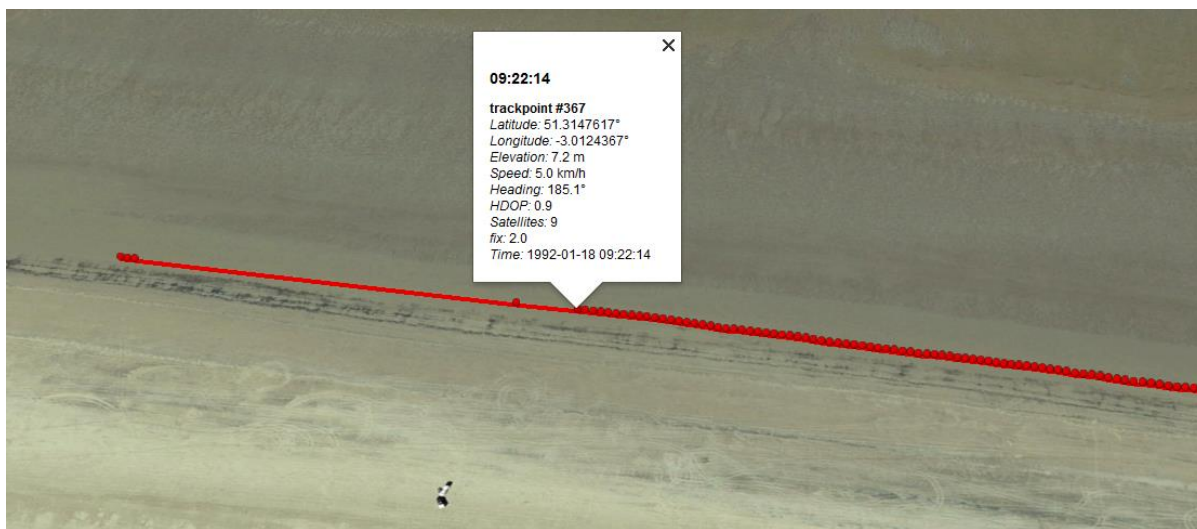 09:22:14
trackpoint #367
Latitude: 51.3147617°
Longitude: -3.0124367°
Elevation: 7.2 m
Speed: 5.0 km/h
Heading: 185.1°
HDOP: 0.9
Satellites: 9
fix: 2.0
Time: 1992-01-18 09:22:14